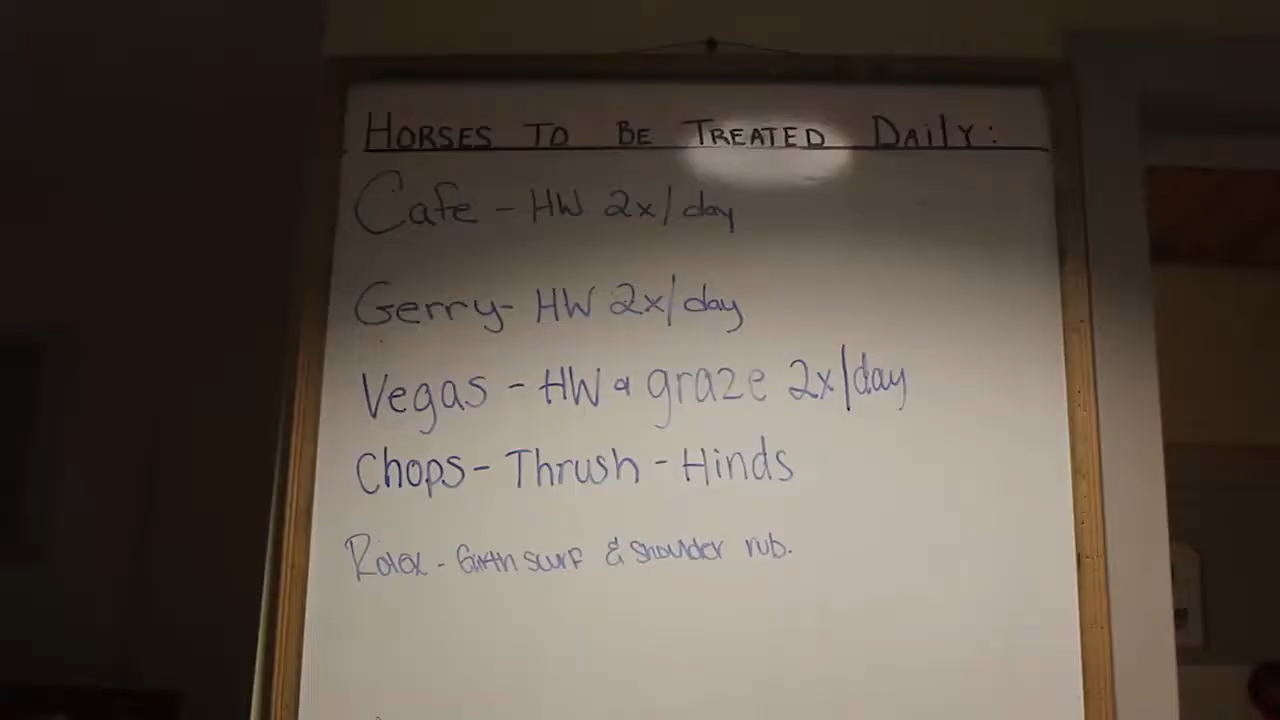 HORSES TO BE TREATED DAILY:
Cafe - HW 2x/day
Gerry - HW 2x/day
Vegas - HW & graze 2x/day
Chops - Thrush - Hinds
Rolex - Girth scurf & shoulder rub.